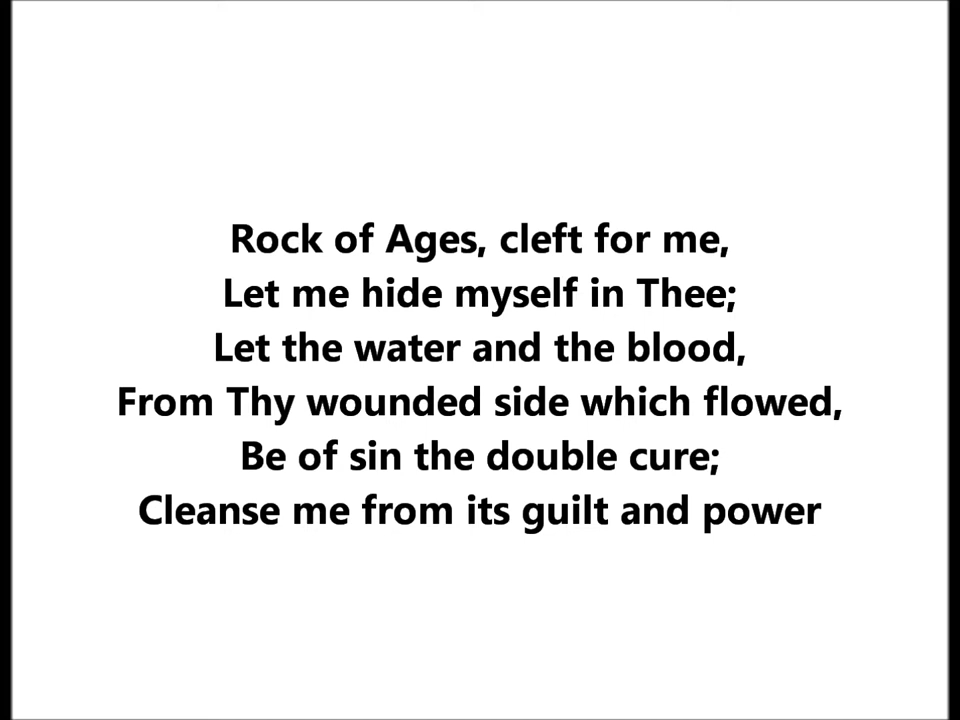 Rock of Ages, cleft for me,
Let me hide myself in Thee;
Let the water and the blood,
From Thy wounded side which flowed,
Be of sin the double cure;
Cleanse me from its guilt and power